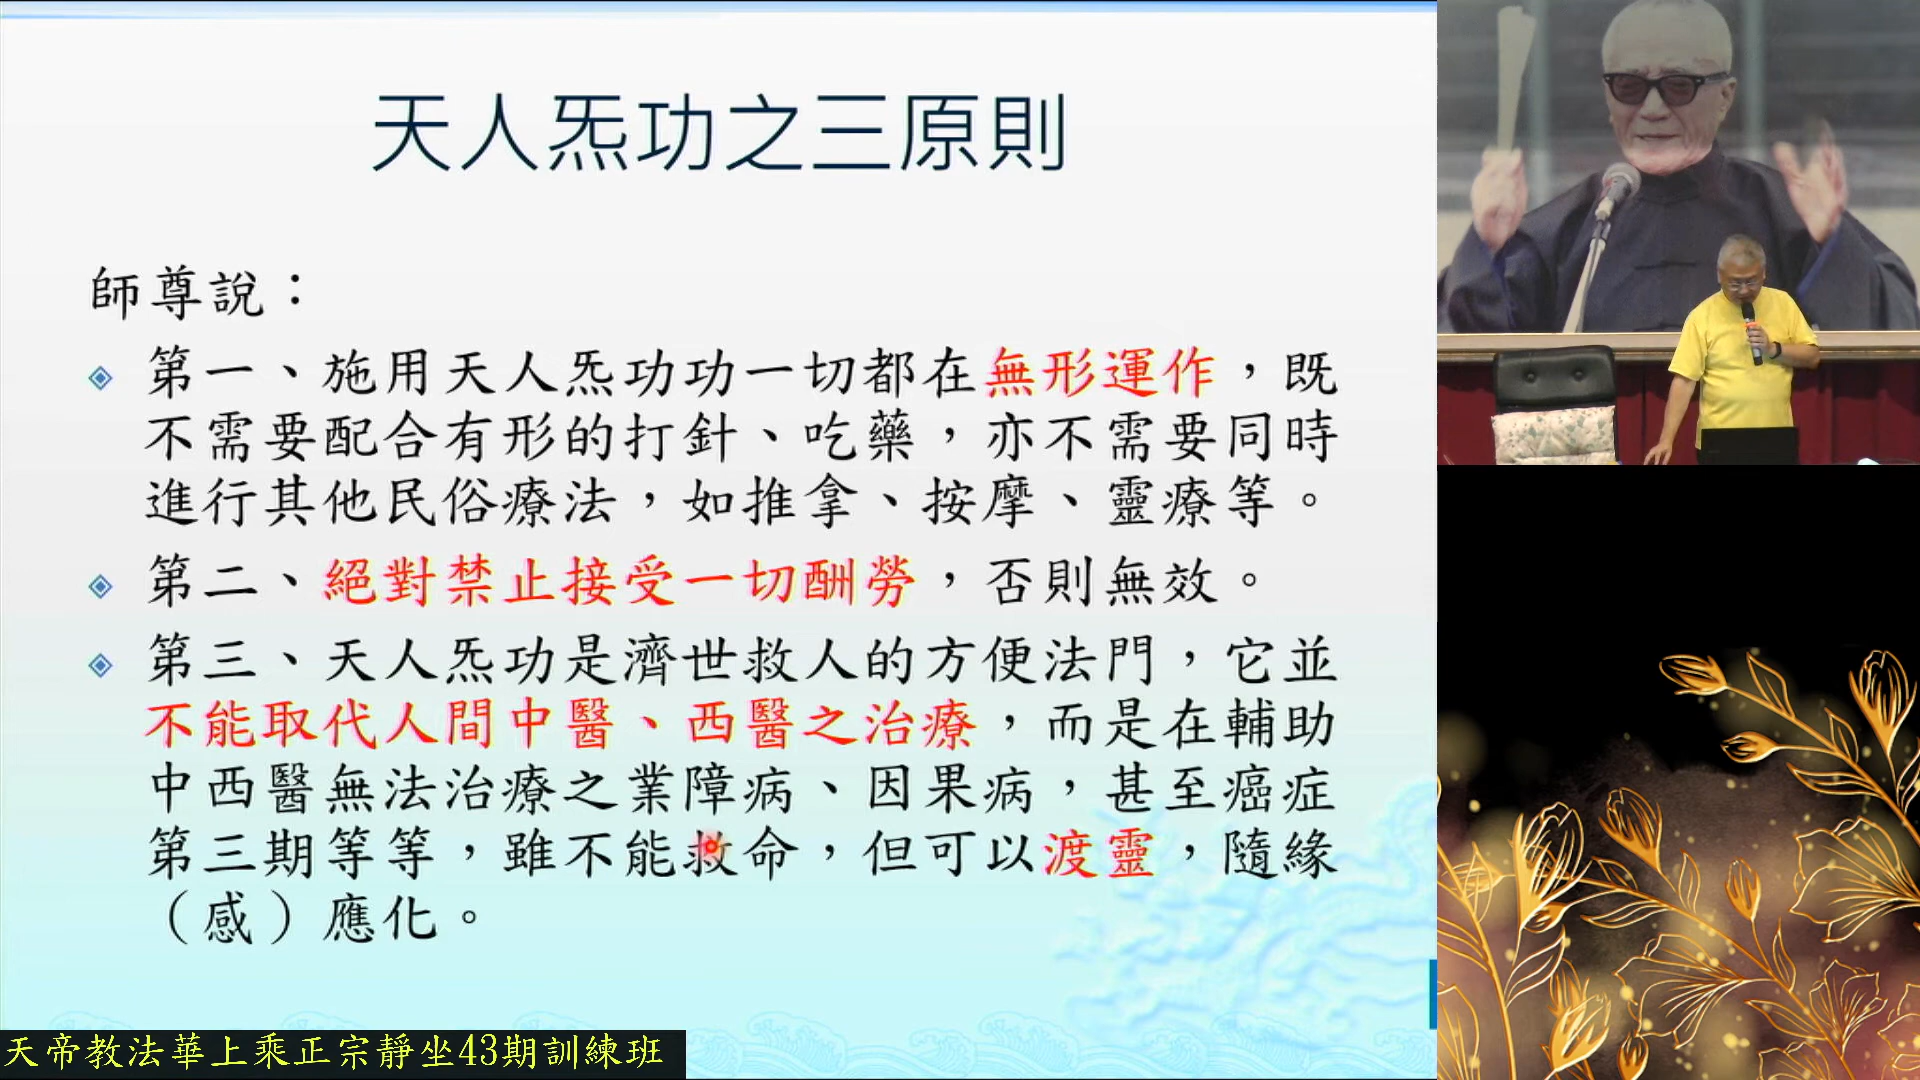 天人炁功之三原則
師尊說：
第一、施用天人炁功功一切都在無形運作，既
不需要配合有形的打針、吃藥，亦不需要同時
進行其他民俗療法，如推拿、按摩、靈療等。
第二、絕對禁止接受一切酬勞，否則無效。
第三、天人炁功是濟世救人的方便法門，它並
不能取代人間中醫、西醫之治療，而是在輔助
中西醫無法治療之業障病、因果病，甚至癌症
第三期等等，雖不能救命，但可以渡靈，隨緣
（感）應化。
天帝教法華上乘正宗靜坐43期訓練班